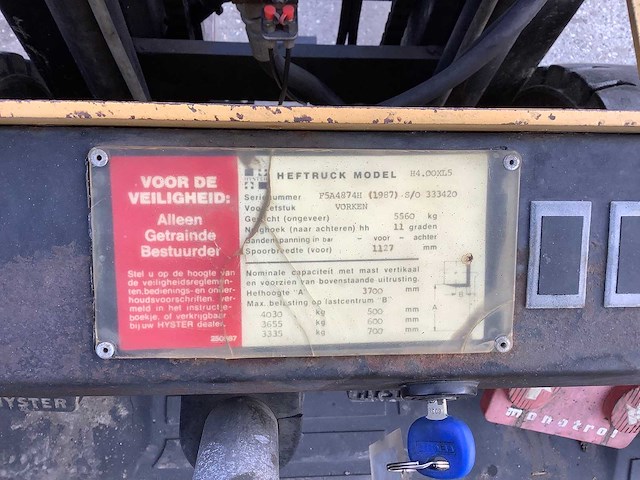 VOOR DE
VEILIGHEID:
Alleen
Getrainde
Bestuurder
Stel u op de hoogte van
de veiligheidsreglemen-
ten, bedienings- en onder-
houdsvoorschriften, ver-
meld in het instructie-
boekje, of verkrijgbaar
bij uw HYSTER dealer.
HYSTER
HEFTRUCK MODEL H4.00XL5
Serienummer F5A4874H (1987) S/O 333420
Voorzetstuk VORKEN
Gewicht (ongeveer) 5560 kg
Neighoek (naar achteren) hh 11 graden
Bandenspanning in bar - voor - achter
Spoorbreedte (voor) 1127 mm
Nominale capaciteit met mast vertikaal
en voorzien van bovenstaande uitrusting.
Hefhoogte "A" 3700 mm
Max. belasting op lastcentrum "B"
4030 kg 500 mm
3655 kg 600 mm
3335 kg 700 mm
A
B
HYSTER
monotrol